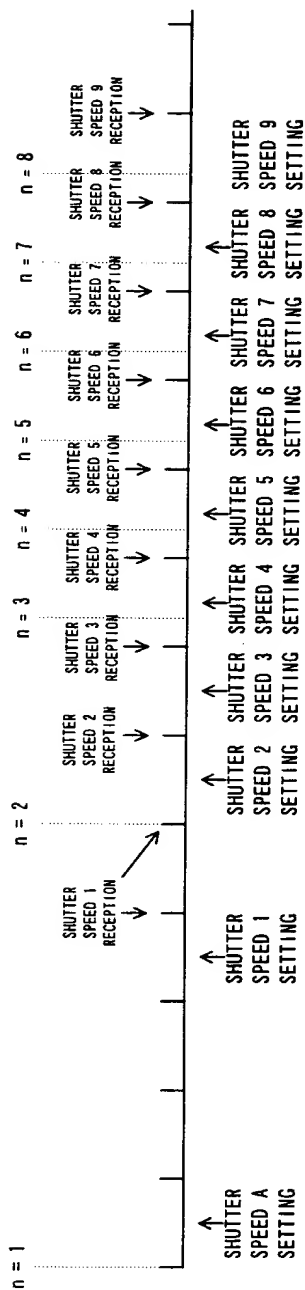 n = 1
n = 2
n = 3
n = 4
n = 5
n = 6
n = 7
n = 8
SHUTTER
SPEED 1
RECEPTION
SHUTTER
SPEED 2
RECEPTION
SHUTTER
SPEED 3
RECEPTION
SHUTTER
SPEED 4
RECEPTION
SHUTTER
SPEED 5
RECEPTION
SHUTTER
SPEED 6
RECEPTION
SHUTTER
SPEED 7
RECEPTION
SHUTTER
SPEED 8
RECEPTION
SHUTTER
SPEED 9
RECEPTION
SHUTTER
SPEED A
SETTING
SHUTTER
SPEED 1
SETTING
SHUTTER
SPEED 2
SETTING
SHUTTER
SPEED 3
SETTING
SHUTTER
SPEED 4
SETTING
SHUTTER
SPEED 5
SETTING
SHUTTER
SPEED 6
SETTING
SHUTTER
SPEED 7
SETTING
SHUTTER
SPEED 8
SETTING
SHUTTER
SPEED 9
SETTING